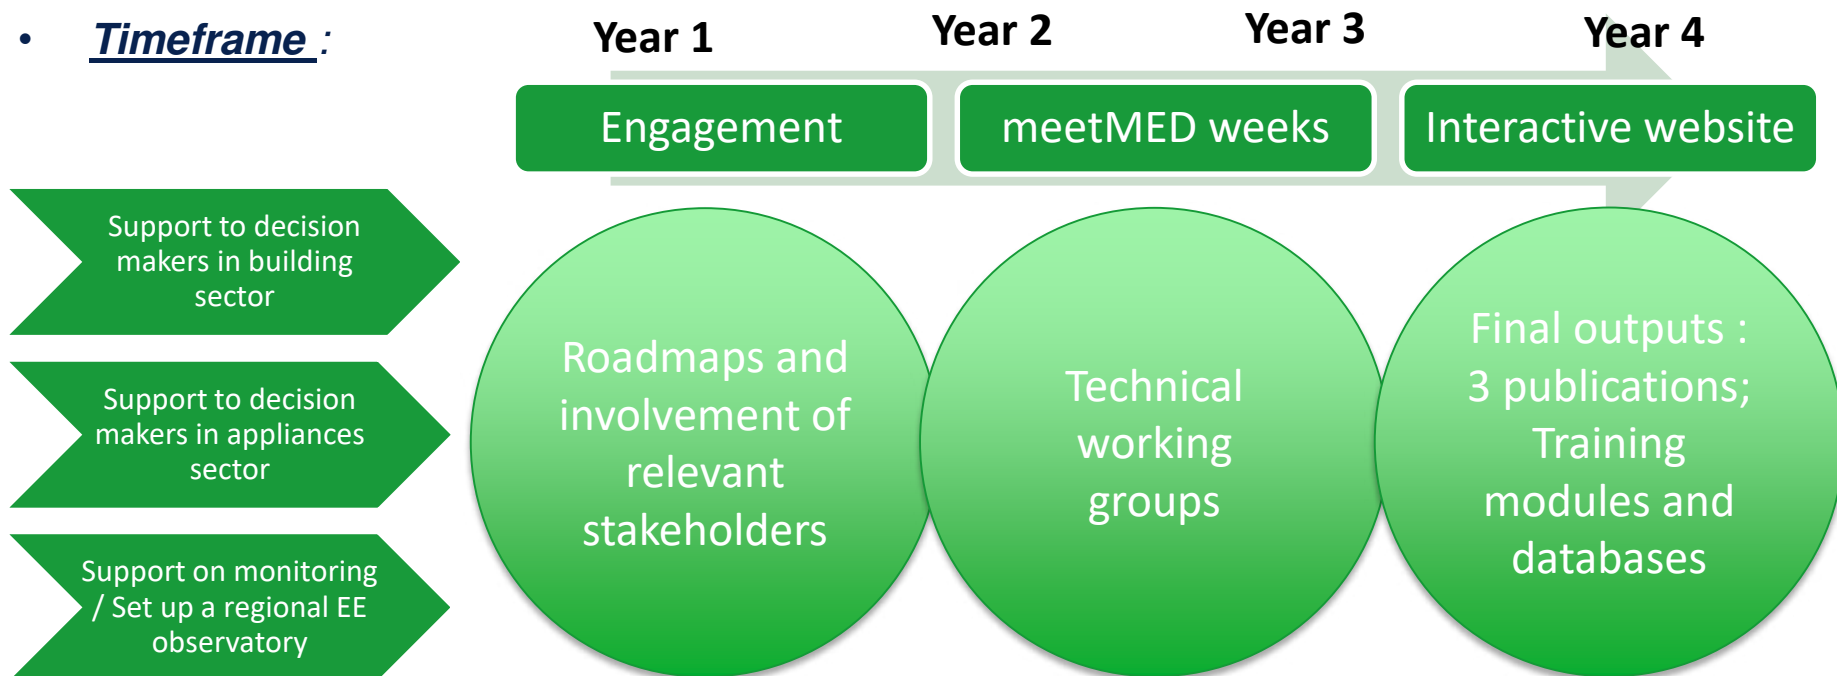 • Timeframe :
Year 1
Year 2
Year 3
Year 4
Engagement
meetMED weeks
Interactive website
Support to decision
makers in building
sector
Support to decision
makers in appliances
sector
Support on monitoring
/ Set up a regional EE
observatory
Roadmaps and
involvement of
relevant
stakeholders
Technical
working
groups
Final outputs :
3 publications;
Training
modules and
databases